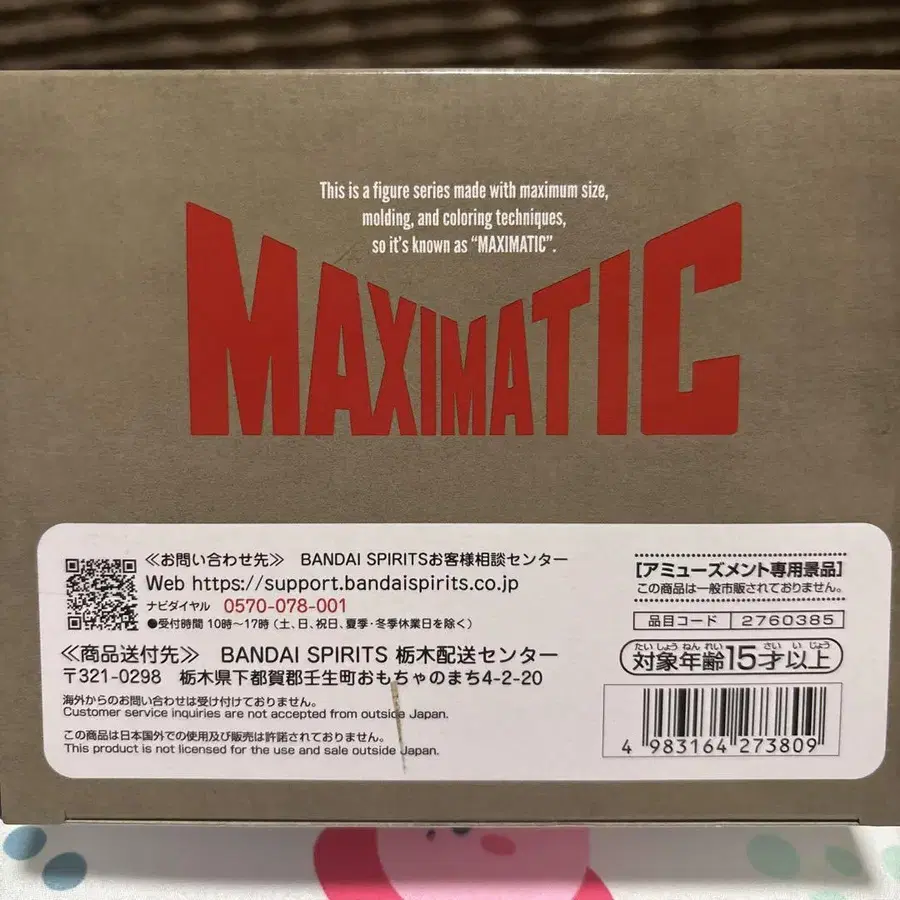 This is a figure series made with maximum size,
molding, and coloring techniques,
so it's known as "MAXIMATIC".
MAXIMATIC
≪お問い合わせ先≫ BANDAI SPIRITSお客様相談センター
Web https://support.bandaispirits.co.jp
ナビダイヤル 0570-078-001
●受付時間 10時〜17時 (土、日、祝日、夏季・冬季休業日を除く)
≪商品送付先≫ BANDAI SPIRITS 栃木配送センター
〒321-0298 栃木県下都賀郡壬生町おもちゃのまち4-2-20
海外からのお問い合わせは受け付けておりません。
Customer service inquiries are not accepted from outside Japan.
この商品は日本国外での使用及び販売は許諾されておりません。
This product is not licensed for the use and sale outside Japan.
[アミューズメント専用景品]
この商品は一般市販されておりません。
品目コード 2760385
たい しょう ねん れい さい い じょう
対象年齢15才以上
4 983164 273809